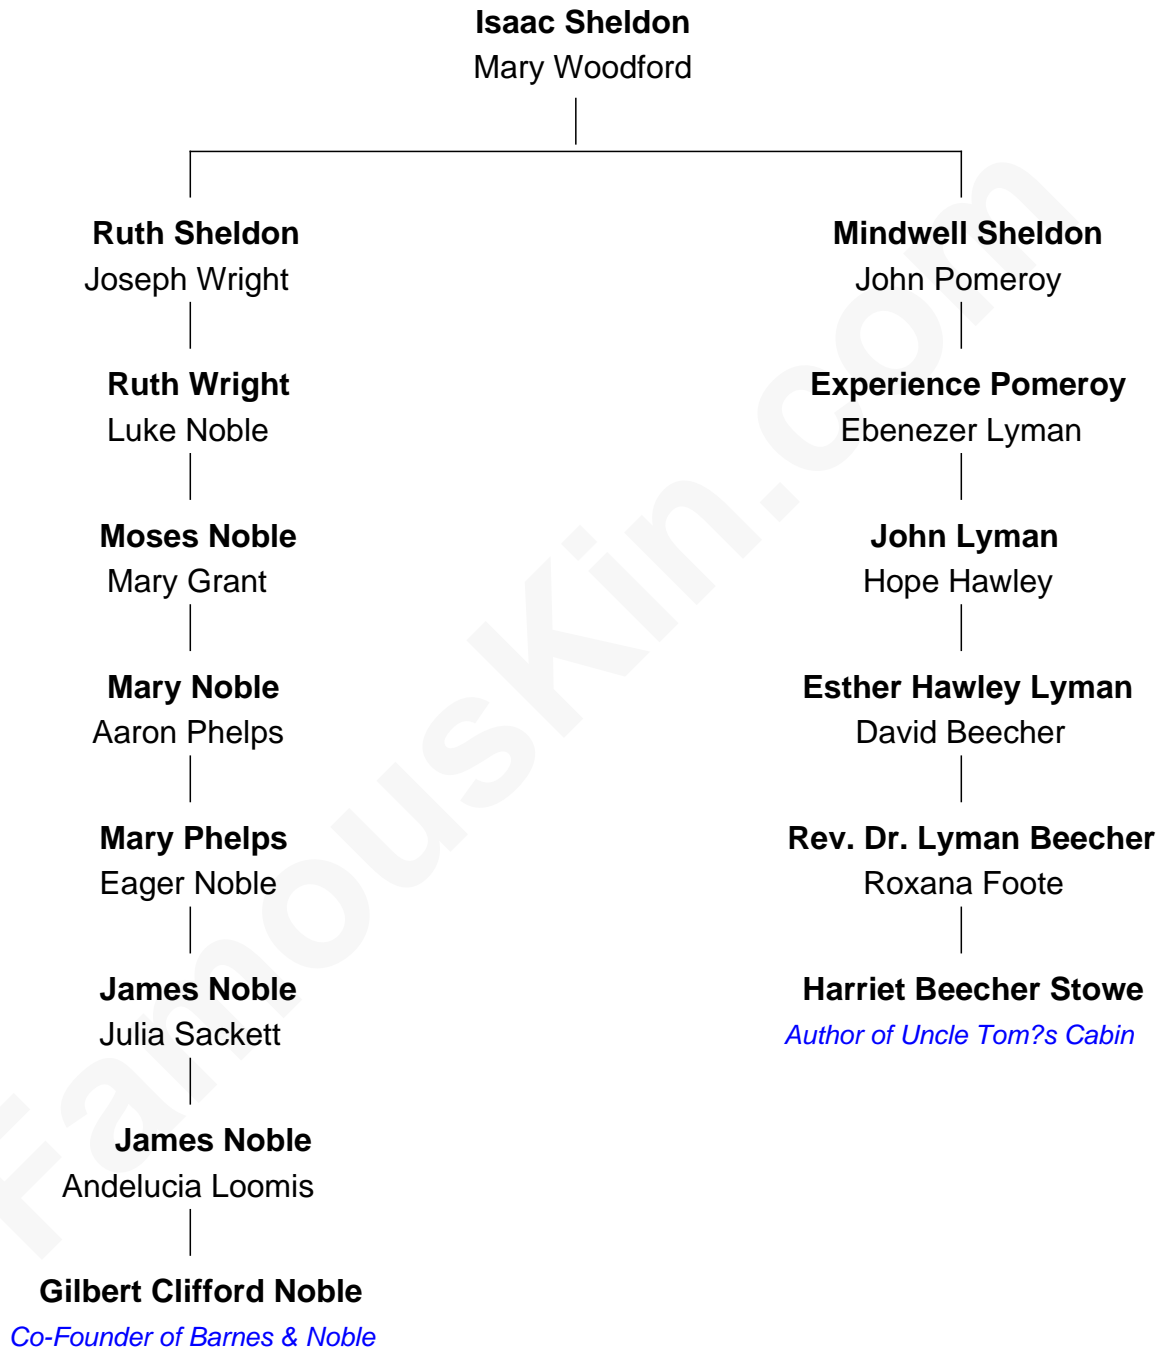 Isaac Sheldon
Mary Woodford
Ruth Sheldon
Joseph Wright
Mindwell Sheldon
John Pomeroy
Ruth Wright
Luke Noble
Experience Pomeroy
Ebenezer Lyman
Moses Noble
Mary Grant
John Lyman
Hope Hawley
Mary Noble
Aaron Phelps
Esther Hawley Lyman
David Beecher
Mary Phelps
Eager Noble
Rev. Dr. Lyman Beecher
Roxana Foote
James Noble
Julia Sackett
Harriet Beecher Stowe
Author of Uncle Tom?s Cabin
James Noble
Andelucia Loomis
Gilbert Clifford Noble
Co-Founder of Barnes & Noble
FamousKin.com